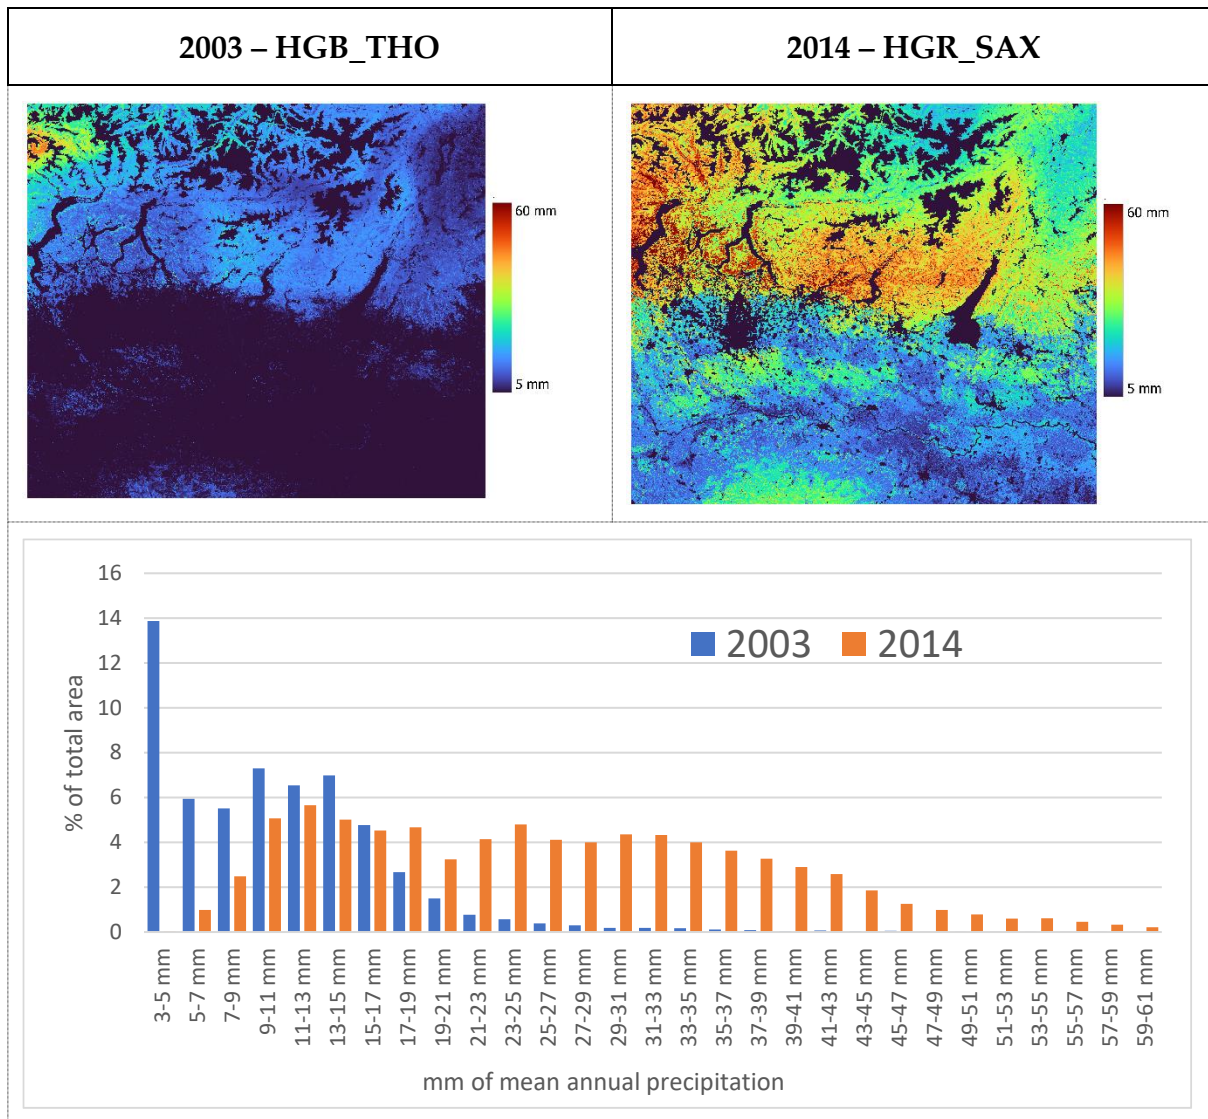 2003 – HGB_THO
2014 – HGR_SAX
60 mm
5 mm
60 mm
5 mm
16
14
12
10
8
6
4
2
0
% of total area
2003
2014
3-5 mm
5-7 mm
7-9 mm
9-11 mm
11-13 mm
13-15 mm
15-17 mm
17-19 mm
19-21 mm
21-23 mm
23-25 mm
25-27 mm
27-29 mm
29-31 mm
31-33 mm
33-35 mm
35-37 mm
37-39 mm
39-41 mm
41-43 mm
43-45 mm
45-47 mm
47-49 mm
49-51 mm
51-53 mm
53-55 mm
55-57 mm
57-59 mm
59-61 mm
mm of mean annual precipitation